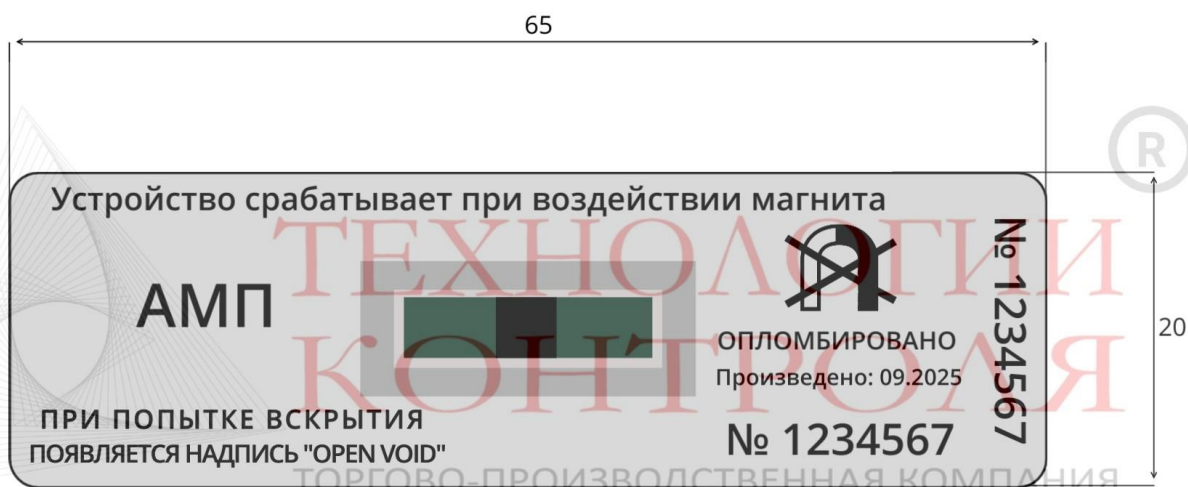 65
®
Устройство срабатывает при воздействии магнита
ТЕХНОЛОГИИ
№ 1234567
АМП
20
ОПЛОМБИРОВАНО
КОНТРОЛЯ
Произведено: 09.2025
ПРИ ПОПЫТКЕ ВСКРЫТИЯ
ПОЯВЛЯЕТСЯ НАДПИСЬ "OPEN VOID"
№ 1234567
ТОРГОВО-ПРОИЗВОДСТВЕННАЯ КОМПАНИЯ